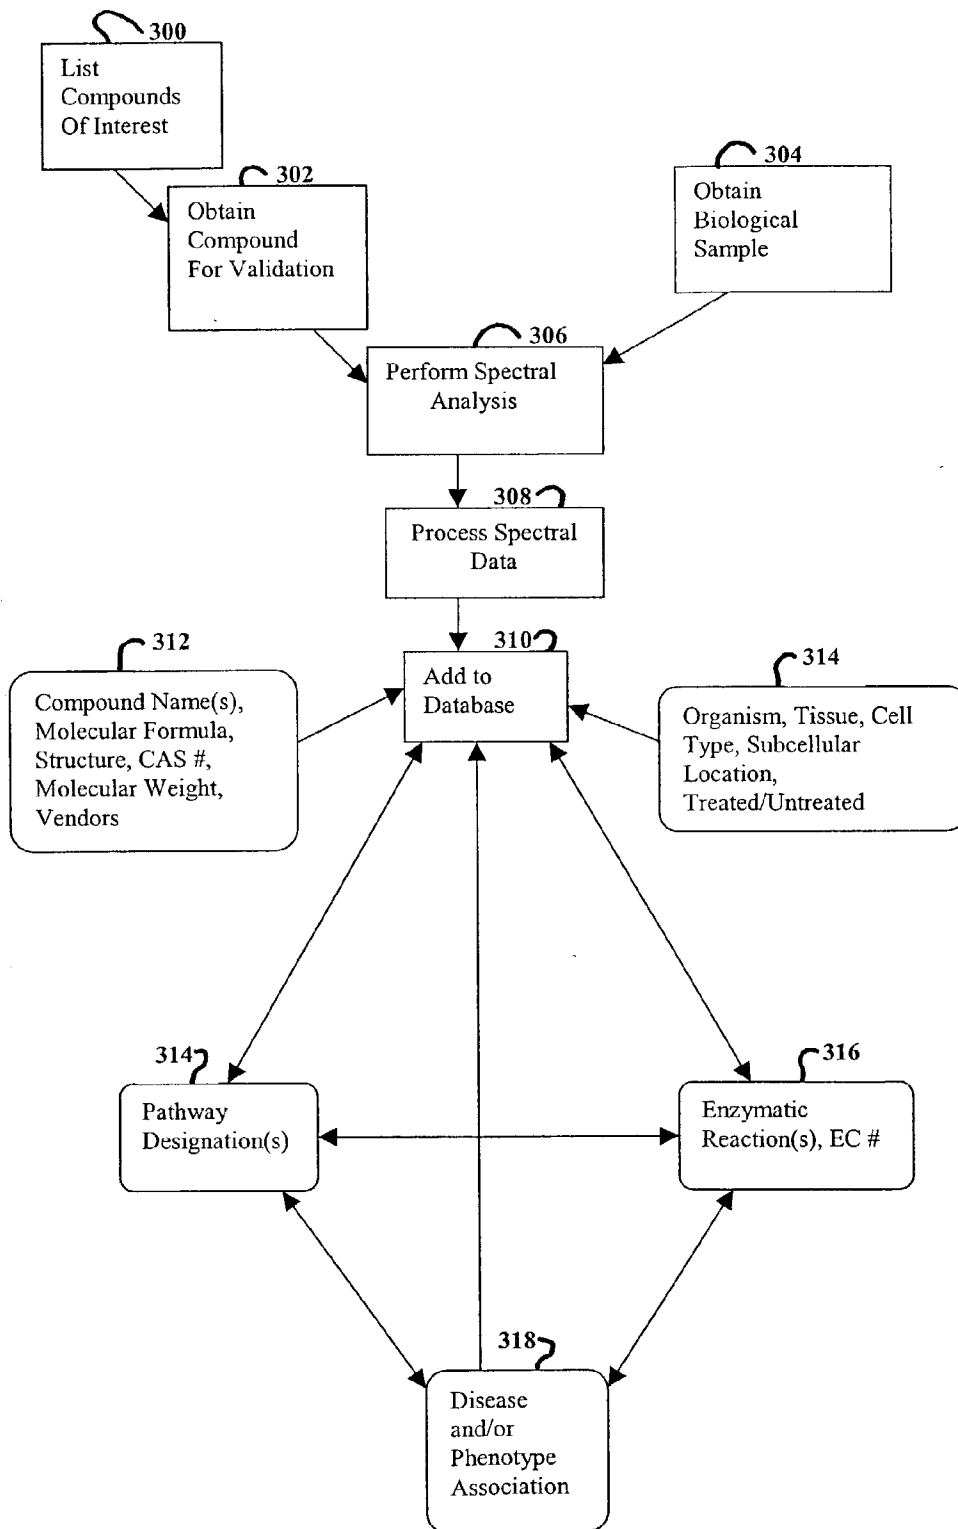 300
List
Compounds
Of Interest
302
Obtain
Compound
For Validation
304
Obtain
Biological
Sample
306
Perform Spectral
Analysis
308
Process Spectral
Data
310
Add to
Database
312
Compound Name(s),
Molecular Formula,
Structure, CAS #,
Molecular Weight,
Vendors
314
Organism, Tissue, Cell
Type, Subcellular
Location,
Treated/Untreated
314
Pathway
Designation(s)
316
Enzymatic
Reaction(s), EC #
318
Disease
and/or
Phenotype
Association